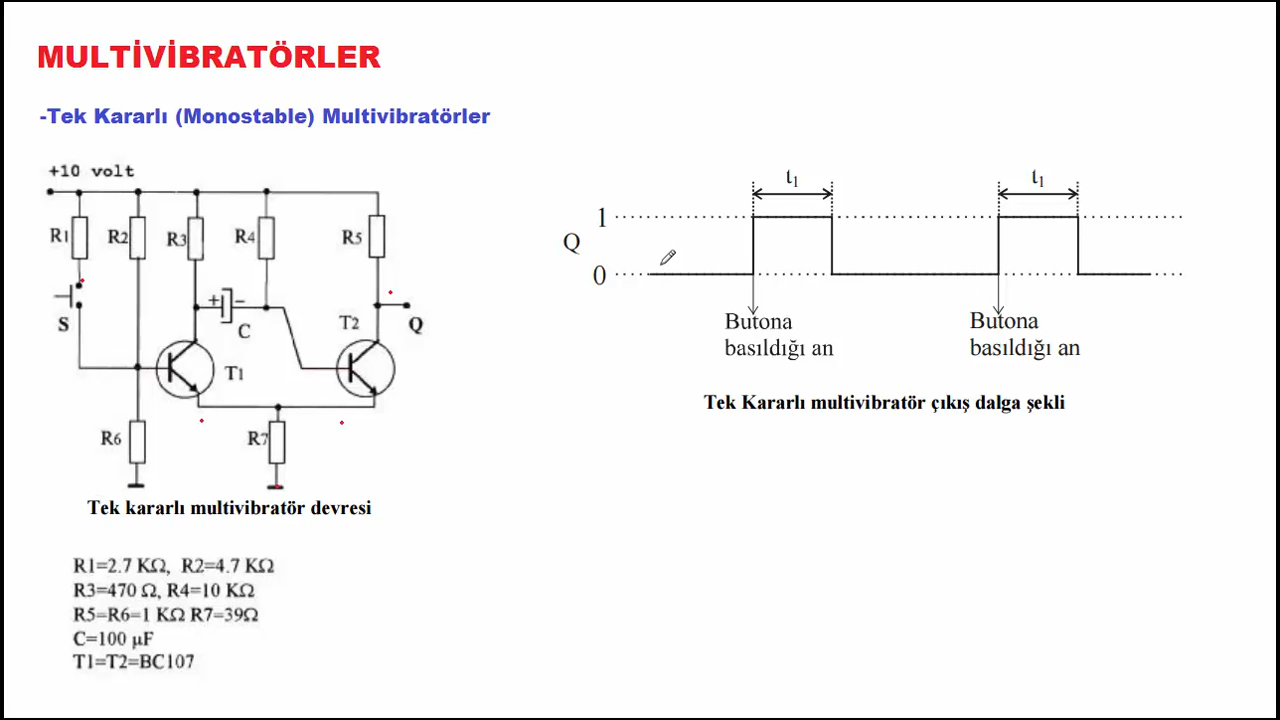 MULTİVİBRATÖRLER
-Tek Kararlı (Monostable) Multivibratörler
+10 volt
R1 R2 R3 R4 R5
+ -
S C T2 Q
T1
R6 R7
Tek kararlı multivibratör devresi
R1=2.7 KΩ, R2=4.7 KΩ
R3=470 Ω, R4=10 KΩ
R5=R6=1 KΩ R7=39Ω
C=100 µF
T1=T2=BC107
t1 t1
1
Q
0
Butona
basıldığı an
Butona
basıldığı an
Tek Kararlı multivibratör çıkış dalga şekli